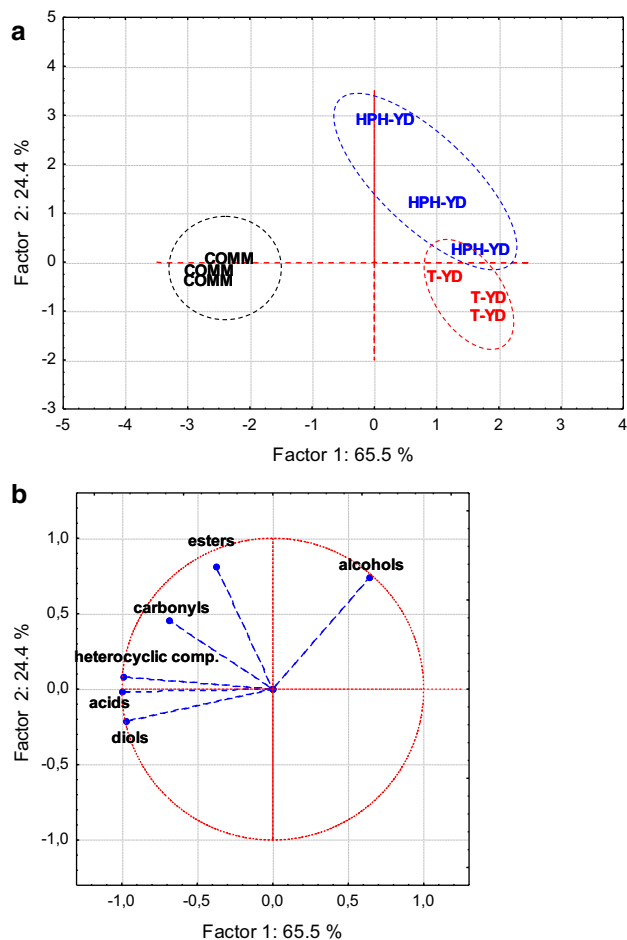 a
5
4
3
2
1
0
-1
-2
-3
Factor 2: 24.4 %
HPH-YD
HPH-YD
HPH-YD
COMM
COMM
COMM
T-YD
T-YD
T-YD
-5 -4 -3 -2 -1 0 1 2 3 4
Factor 1: 65.5 %
b
1,0
0,5
0,0
-0,5
-1,0
Factor 2: 24.4 %
esters
alcohols
carbonyls
heterocyclic comp.
acids
diols
-1,0 -0,5 0,0 0,5 1,0
Factor 1: 65.5 %